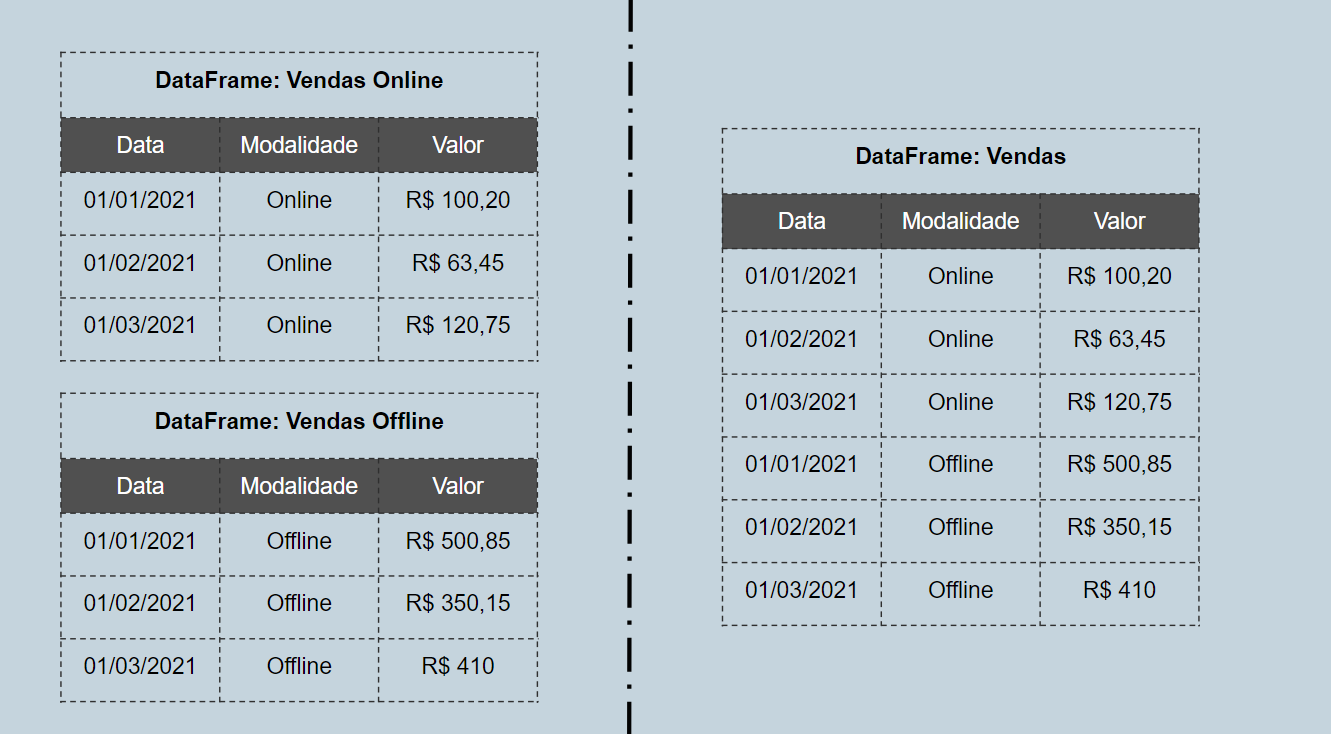 DataFrame: Vendas Online
Data Modalidade Valor
01/01/2021 Online R$ 100,20
01/02/2021 Online R$ 63,45
01/03/2021 Online R$ 120,75
DataFrame: Vendas Offline
Data Modalidade Valor
01/01/2021 Offline R$ 500,85
01/02/2021 Offline R$ 350,15
01/03/2021 Offline R$ 410
DataFrame: Vendas
Data Modalidade Valor
01/01/2021 Online R$ 100,20
01/02/2021 Online R$ 63,45
01/03/2021 Online R$ 120,75
01/01/2021 Offline R$ 500,85
01/02/2021 Offline R$ 350,15
01/03/2021 Offline R$ 410